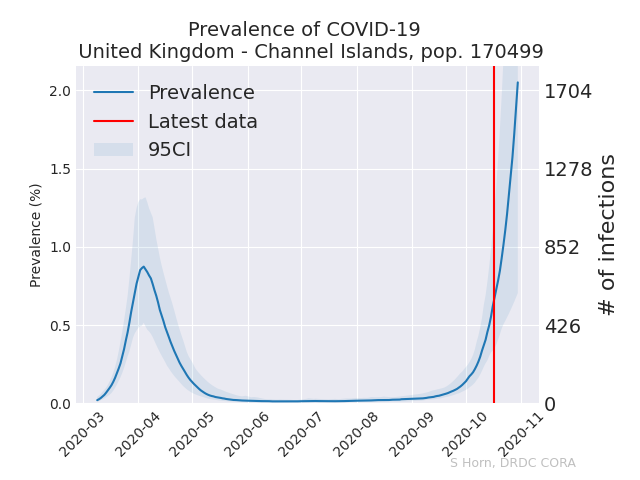 Prevalence of COVID-19
United Kingdom - Channel Islands, pop. 170499
Prevalence
Latest data
95CI
Prevalence (%)
2.0
1.5
1.0
0.5
0.0
1704
1278
852
426
0
# of infections
2020-03
2020-04
2020-05
2020-06
2020-07
2020-08
2020-09
2020-10
2020-11
S Horn, DRDC CORA